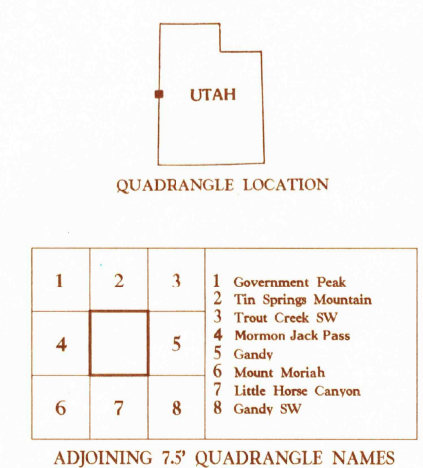 UTAH
QUADRANGLE LOCATION
1 2 3
4 5
6 7 8
1 Government Peak
2 Tin Springs Mountain
3 Trout Creek SW
4 Mormon Jack Pass
5 Gandy
6 Mount Moriah
7 Little Horse Canyon
8 Gandy SW
ADJOINING 7.5' QUADRANGLE NAMES